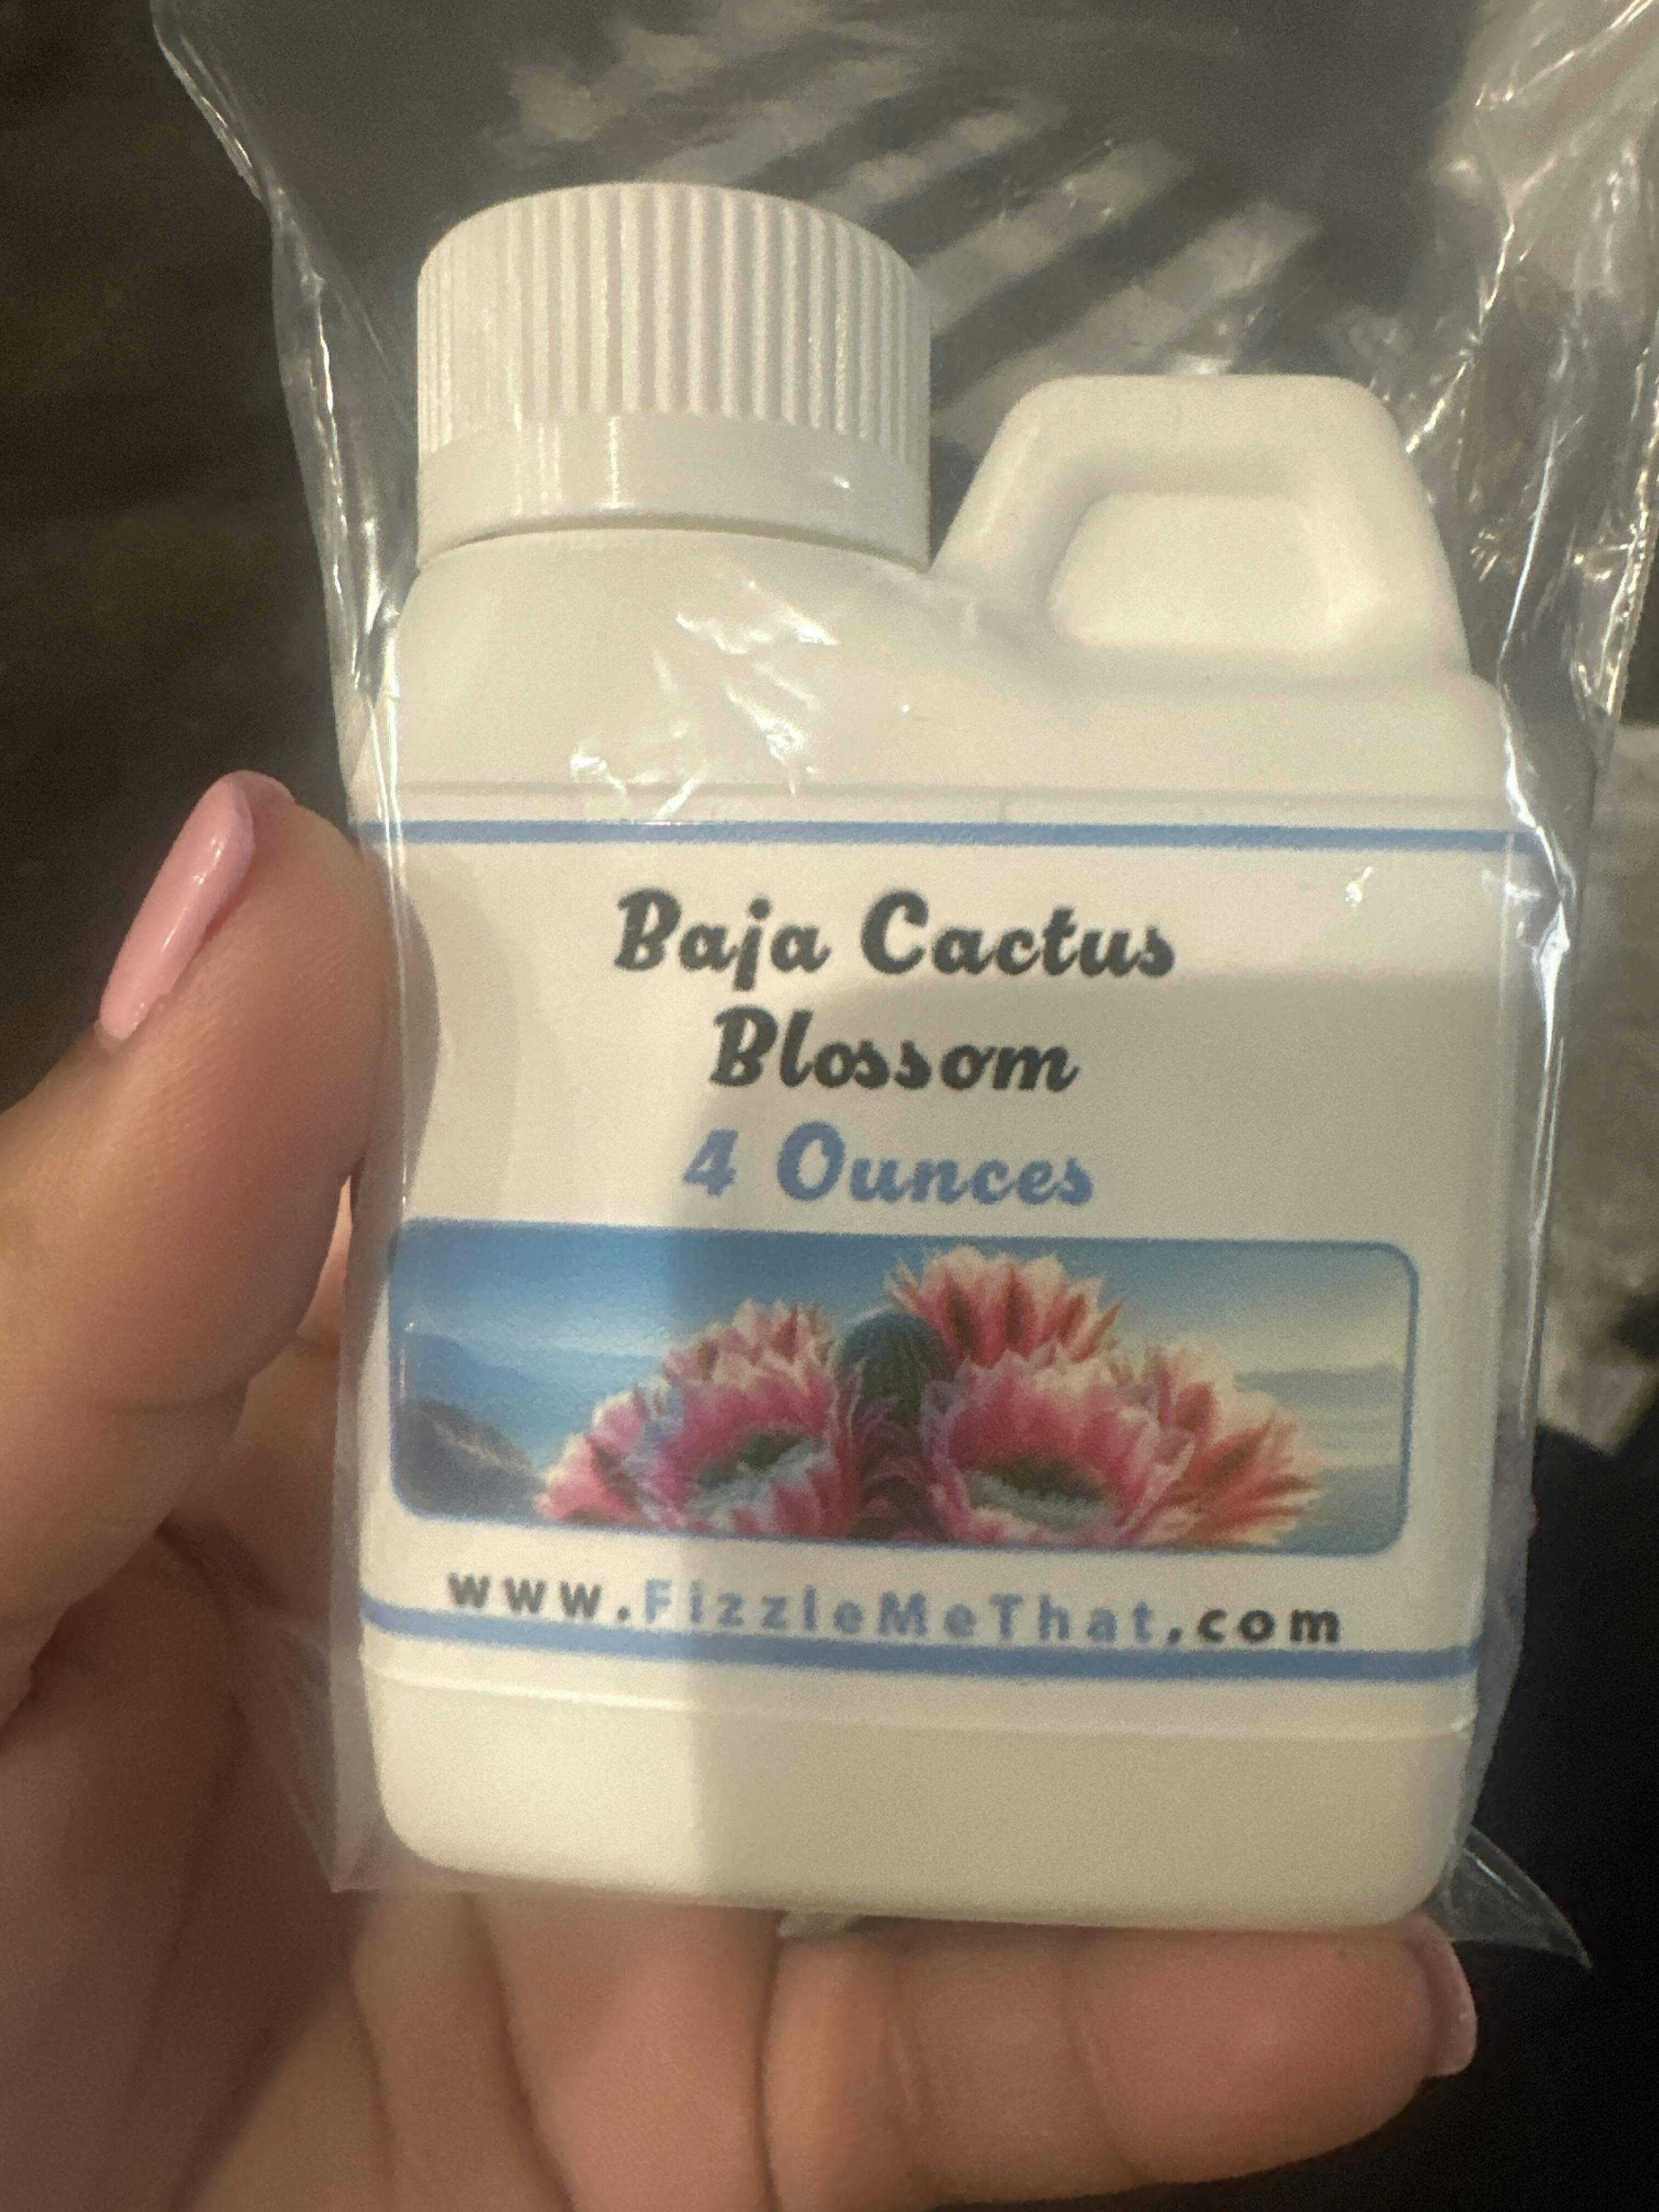 Baja Cactus
Blossom
4 Ounces
www.FizzleMeThat.com